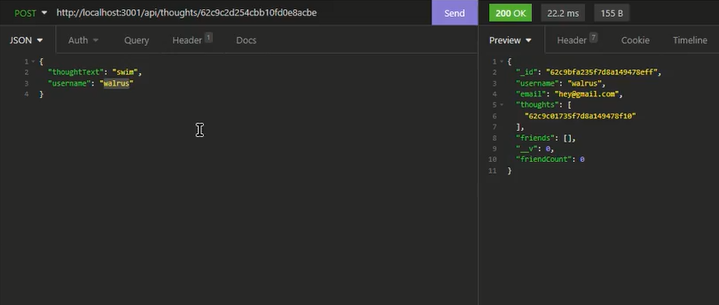 POST http://localhost:3001/api/thoughts/62c9c2d254cbb10fd0e8acbe Send 200 OK 22.2 ms 155 B
JSON Auth Query Header 1 Docs Preview Header 7 Cookie Timeline
1 {
2 "thoughtText": "swim",
3 "username": "walrus"
4 }
1 {
2 "_id": "62c9bfa235f7d8a149478eff",
3 "username": "walrus",
4 "email": "hey@gmail.com",
5 "thoughts": [
6 "62c9c01735f7d8a149478f10"
7 ],
8 "friends": [],
9 "__v": 0,
10 "friendCount": 0
11 }